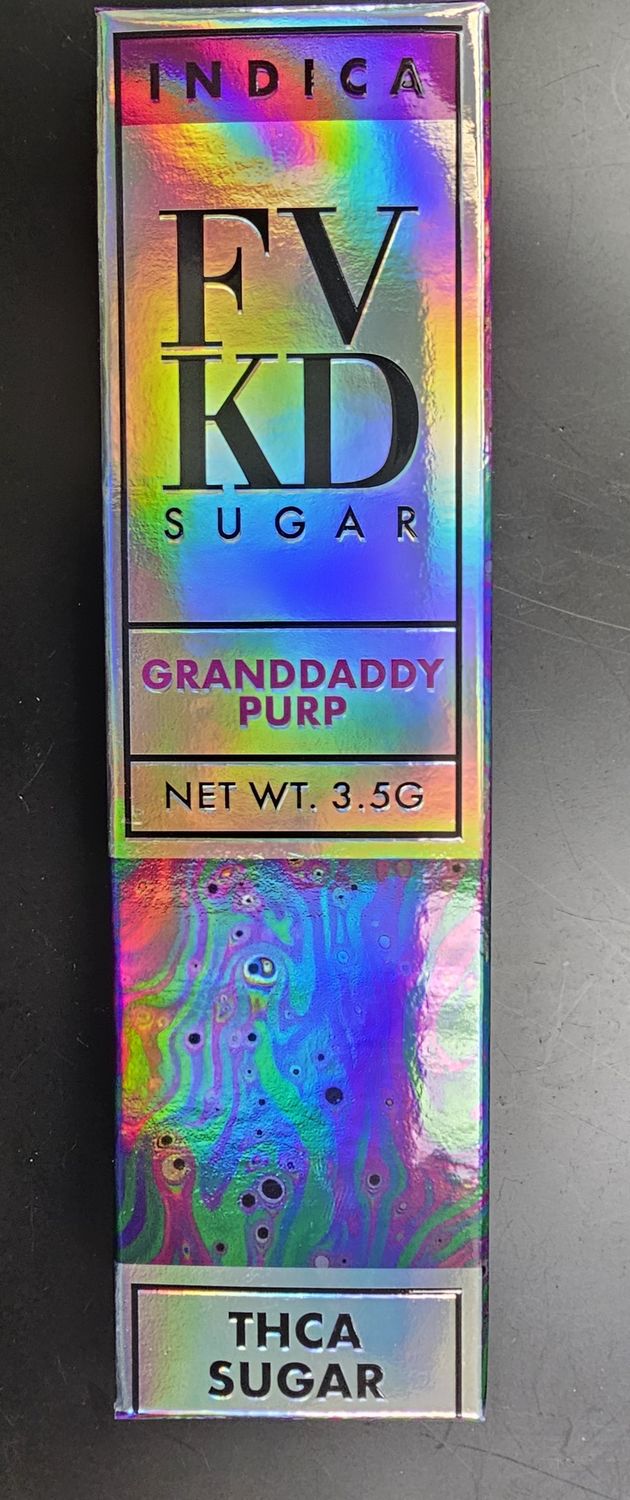 INDICA
FV
KD
SUGAR
GRANDDADDY
PURP
NET WT. 3.5G
THCA
SUGAR